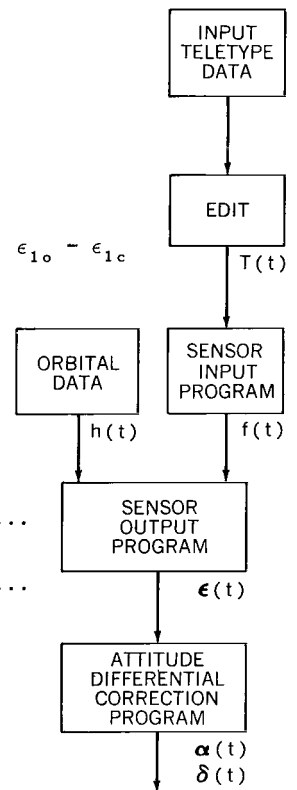 INPUT
TELETYPE
DATA
EDIT
T(t)
ϵ₁ₒ - ϵ₁c
ORBITAL
DATA
h(t)
SENSOR
INPUT
PROGRAM
f(t)
...
SENSOR
OUTPUT
PROGRAM
...
ϵ(t)
ATTITUDE
DIFFERENTIAL
CORRECTION
PROGRAM
α(t)
δ(t)